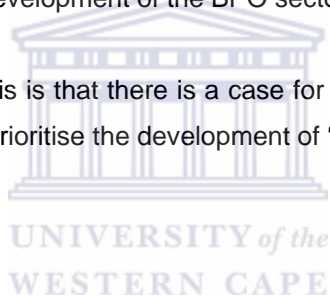 evelopment of the BPO secto
is is that there is a case for
rioritise the development of "
UNIVERSITY of the
WESTERN CAPE